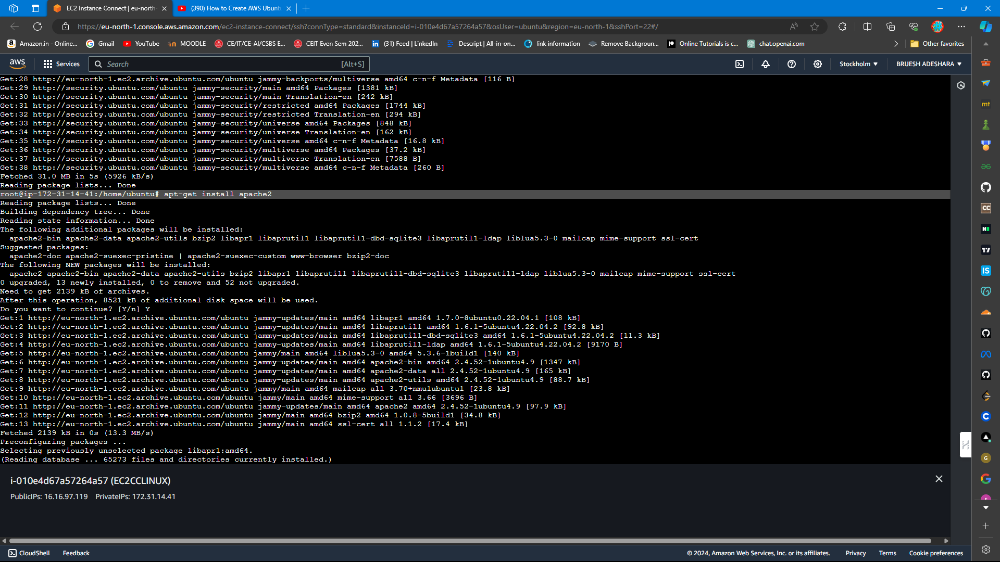 EC2 Instance Connect | eu-north-
(390) How to Create AWS Ubunt
https://eu-north-1.console.aws.amazon.com/ec2-instance-connect/ssh?connType=standard&instanceId=i-010e4d67a57264a57&osUser=ubuntu&region=eu-north-1&sshPort=22#/
Amazon.in - Online... Gmail YouTube MOODLE CE/IT/CE-AI/CSBS E... CEIT Even Sem 202... (31) Feed | LinkedIn Descript | All-in-on... link information Remove Backgroun... Online Tutorials is c... chat.openai.com Other favorites
aws Services Search [Alt+S] Stockholm BRIJESH ADESHARA
Get:28 http://eu-north-1.ec2.archive.ubuntu.com/ubuntu jammy-backports/multiverse amd64 c-n-f Metadata [116 B]
Get:29 http://security.ubuntu.com/ubuntu jammy-security/main amd64 Packages [1381 kB]
Get:30 http://security.ubuntu.com/ubuntu jammy-security/main Translation-en [242 kB]
Get:31 http://security.ubuntu.com/ubuntu jammy-security/restricted amd64 Packages [1744 kB]
Get:32 http://security.ubuntu.com/ubuntu jammy-security/restricted Translation-en [294 kB]
Get:33 http://security.ubuntu.com/ubuntu jammy-security/universe amd64 Packages [848 kB]
Get:34 http://security.ubuntu.com/ubuntu jammy-security/universe Translation-en [162 kB]
Get:35 http://security.ubuntu.com/ubuntu jammy-security/universe amd64 c-n-f Metadata [16.8 kB]
Get:36 http://security.ubuntu.com/ubuntu jammy-security/multiverse amd64 Packages [37.2 kB]
Get:37 http://security.ubuntu.com/ubuntu jammy-security/multiverse Translation-en [7588 B]
Get:38 http://security.ubuntu.com/ubuntu jammy-security/multiverse amd64 c-n-f Metadata [260 B]
Fetched 31.0 MB in 5s (5926 kB/s)
Reading package lists... Done
root@ip-172-31-14-41:/home/ubuntu# apt-get install apache2
Reading package lists... Done
Building dependency tree... Done
Reading state information... Done
The following additional packages will be installed:
apache2-bin apache2-data apache2-utils bzip2 libapr1 libaprutil1 libaprutil1-dbd-sqlite3 libaprutil1-ldap liblua5.3-0 mailcap mime-support ssl-cert
Suggested packages:
apache2-doc apache2-suexec-pristine | apache2-suexec-custom www-browser bzip2-doc
The following NEW packages will be installed:
apache2 apache2-bin apache2-data apache2-utils bzip2 libapr1 libaprutil1 libaprutil1-dbd-sqlite3 libaprutil1-ldap liblua5.3-0 mailcap mime-support ssl-cert
0 upgraded, 13 newly installed, 0 to remove and 52 not upgraded.
Need to get 2139 kB of archives.
After this operation, 8521 kB of additional disk space will be used.
Do you want to continue? [Y/n] Y
Get:1 http://eu-north-1.ec2.archive.ubuntu.com/ubuntu jammy-updates/main amd64 libapr1 amd64 1.7.0-8ubuntu0.22.04.1 [108 kB]
Get:2 http://eu-north-1.ec2.archive.ubuntu.com/ubuntu jammy-updates/main amd64 libaprutil1 amd64 1.6.1-5ubuntu4.22.04.2 [92.8 kB]
Get:3 http://eu-north-1.ec2.archive.ubuntu.com/ubuntu jammy-updates/main amd64 libaprutil1-dbd-sqlite3 amd64 1.6.1-5ubuntu4.22.04.2 [11.3 kB]
Get:4 http://eu-north-1.ec2.archive.ubuntu.com/ubuntu jammy-updates/main amd64 libaprutil1-ldap amd64 1.6.1-5ubuntu4.22.04.2 [9170 B]
Get:5 http://eu-north-1.ec2.archive.ubuntu.com/ubuntu jammy/main amd64 liblua5.3-0 amd64 5.3.6-1build1 [140 kB]
Get:6 http://eu-north-1.ec2.archive.ubuntu.com/ubuntu jammy-updates/main amd64 apache2-bin amd64 2.4.52-1ubuntu4.9 [1347 kB]
Get:7 http://eu-north-1.ec2.archive.ubuntu.com/ubuntu jammy-updates/main amd64 apache2-data all 2.4.52-1ubuntu4.9 [165 kB]
Get:8 http://eu-north-1.ec2.archive.ubuntu.com/ubuntu jammy-updates/main amd64 apache2-utils amd64 2.4.52-1ubuntu4.9 [88.7 kB]
Get:9 http://eu-north-1.ec2.archive.ubuntu.com/ubuntu jammy/main amd64 mailcap all 3.70+nmu1ubuntu1 [23.8 kB]
Get:10 http://eu-north-1.ec2.archive.ubuntu.com/ubuntu jammy/main amd64 mime-support all 3.66 [3696 B]
Get:11 http://eu-north-1.ec2.archive.ubuntu.com/ubuntu jammy-updates/main amd64 apache2 amd64 2.4.52-1ubuntu4.9 [97.9 kB]
Get:12 http://eu-north-1.ec2.archive.ubuntu.com/ubuntu jammy/main amd64 bzip2 amd64 1.0.8-5build1 [34.8 kB]
Get:13 http://eu-north-1.ec2.archive.ubuntu.com/ubuntu jammy/main amd64 ssl-cert all 1.1.2 [17.4 kB]
Fetched 2139 kB in 0s (13.3 MB/s)
Preconfiguring packages ...
Selecting previously unselected package libapr1:amd64.
(Reading database ... 65273 files and directories currently installed.)
i-010e4d67a57264a57 (EC2CCLINUX)
PublicIPs: 16.16.97.119 PrivateIPs: 172.31.14.41
CloudShell Feedback © 2024, Amazon Web Services, Inc. or its affiliates. Privacy Terms Cookie preferences